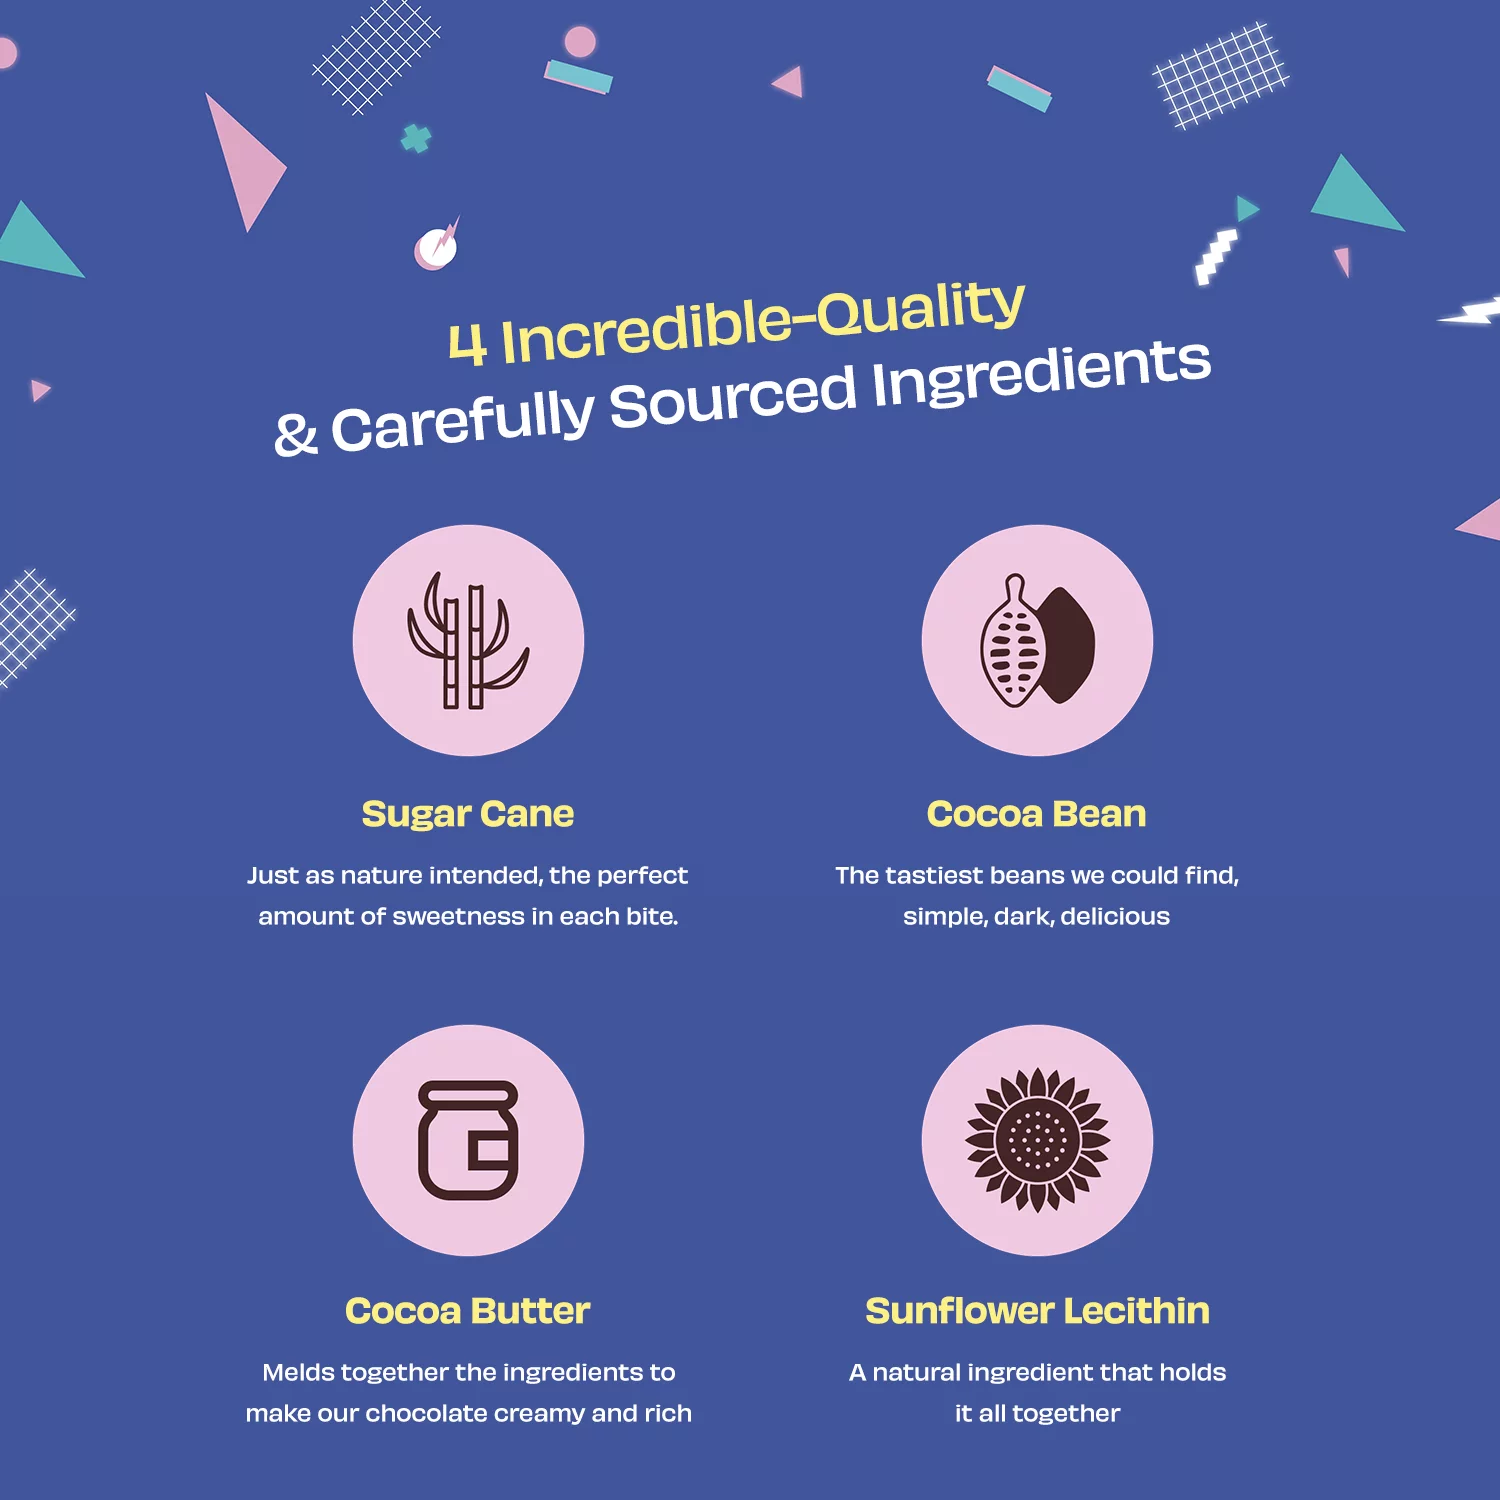 4 Incredible-Quality
& Carefully Sourced Ingredients
Sugar Cane
Just as nature intended, the perfect
amount of sweetness in each bite.
Cocoa Bean
The tastiest beans we could find,
simple, dark, delicious
Cocoa Butter
Melds together the ingredients to
make our chocolate creamy and rich
Sunflower Lecithin
A natural ingredient that holds
it all together